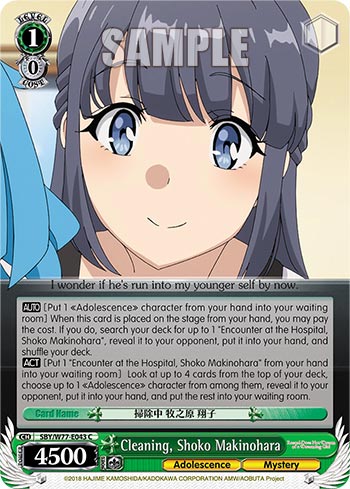 LEVEL
1
0
COST
SAMPLE
I wonder if he's run into my younger self by now.
AUTO [Put 1 «Adolescence» character from your hand into your waiting
room] When this card is placed on the stage from your hand, you may pay
the cost. If you do, search your deck for up to 1 "Encounter at the Hospital,
Shoko Makinohara", reveal it to your opponent, put it into your hand, and
shuffle your deck.
ACT [Put 1 "Encounter at the Hospital, Shoko Makinohara" from your hand
into your waiting room] Look at up to 4 cards from the top of your deck,
choose up to 1 «Adolescence» character from among them, reveal it to your
opponent, put it into your hand, and put the rest into your waiting room.
Card Name 掃除中 牧之原 翔子
CH SBY/W77-E043 C
4500
Cleaning, Shoko Makinohara
Adolescence Mystery
©2018 HAJIME KAMOSHIDA/KADOKAWA CORPORATION AMW/AOBUTA Project